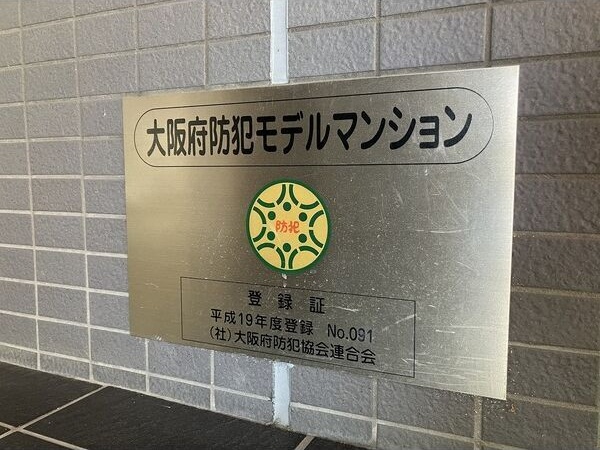 大阪府防犯モデルマンション
防犯
登録証
平成19年度登録 No.091
(社)大阪府防犯協会連合会